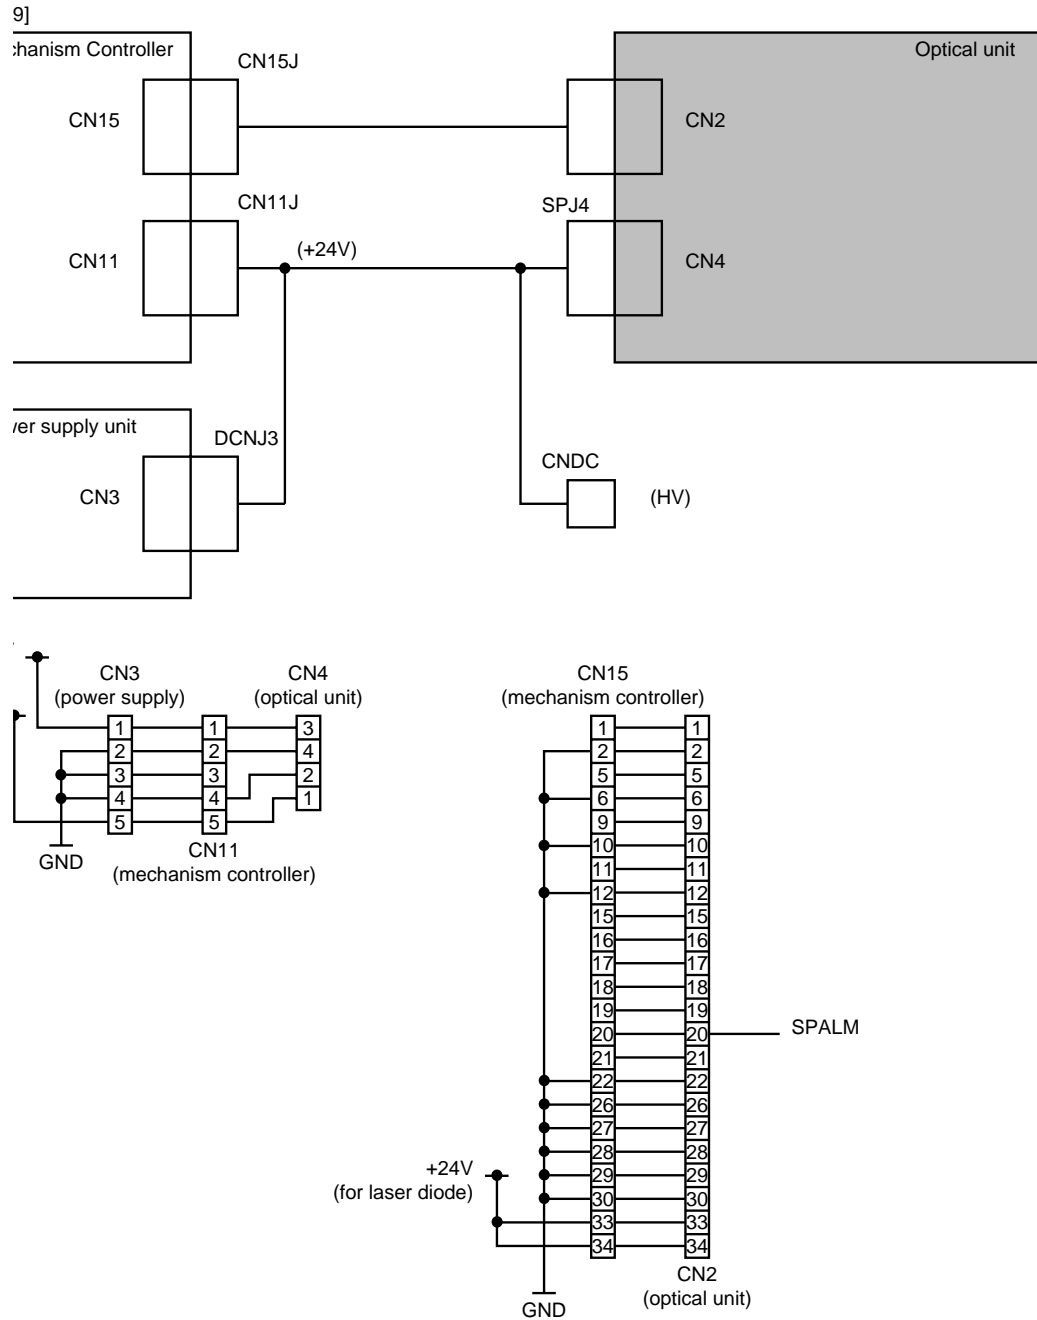 9]
chanism Controller
Optical unit
CN15J
CN15
CN2
CN11J
SPJ4
(+24V)
CN11
CN4
wer supply unit
DCNJ3
CNDC
CN3
(HV)
CN3
(power supply)
CN4
(optical unit)
1 1 3
2 2 4
3 3 2
4 4 1
5 5
GND
CN11
(mechanism controller)
CN15
(mechanism controller)
1 1
2 2
5 5
6 6
9 9
10 10
11 11
12 12
15 15
16 16
17 17
18 18
19 19
20 20 SPALM
21 21
22 22
26 26
27 27
28 28
29 29
30 30
33 33
34 34
+24V
(for laser diode)
CN2
(optical unit)
GND